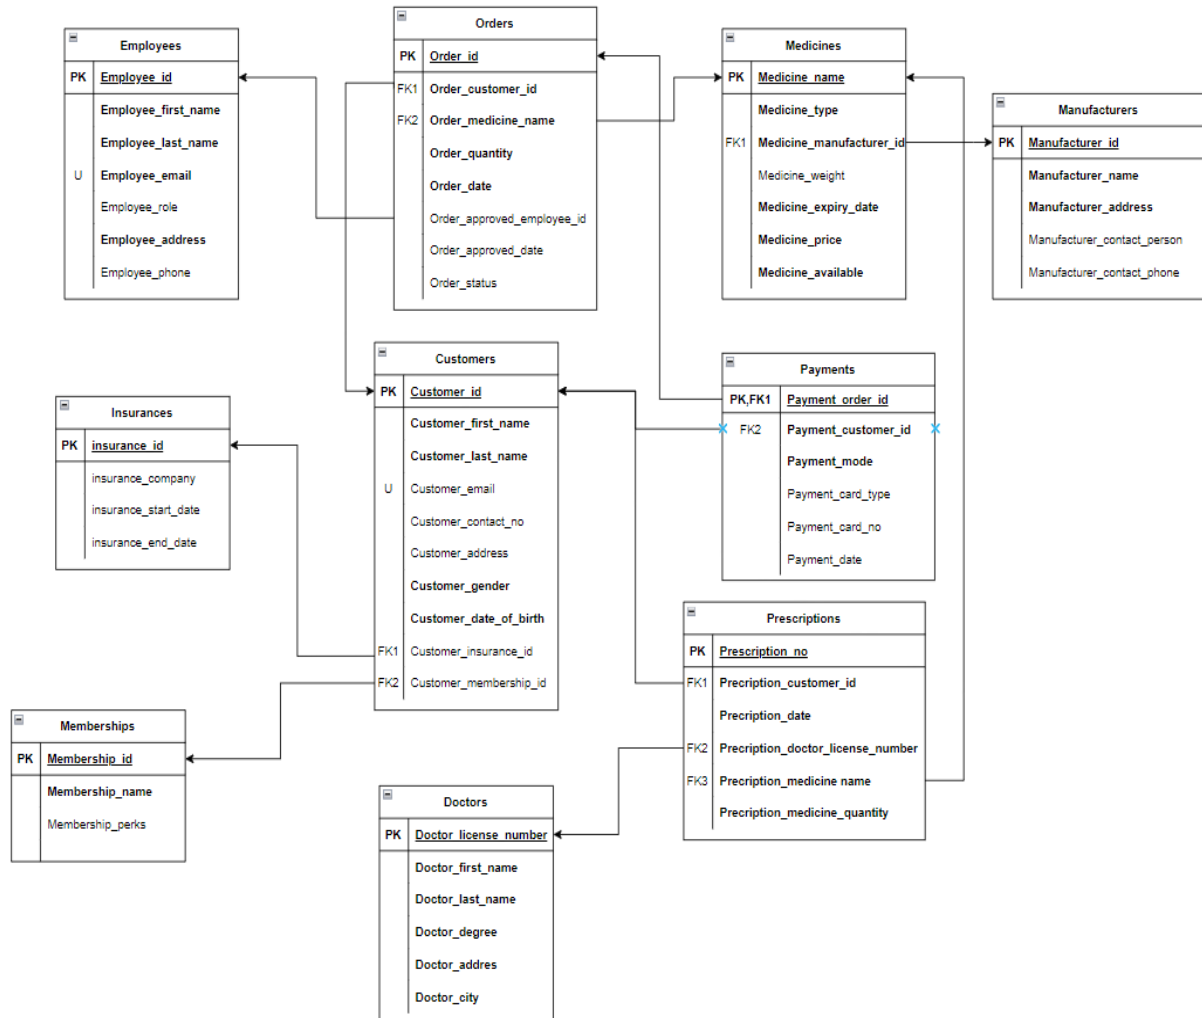 Employees
PK Employee_id
Employee_first_name
Employee_last_name
U Employee_email
Employee_role
Employee_address
Employee_phone
Orders
PK Order_id
FK1 Order_customer_id
FK2 Order_medicine_name
Order_quantity
Order_date
Order_approved_employee_id
Order_approved_date
Order_status
Medicines
PK Medicine_name
Medicine_type
FK1 Medicine_manufacturer_id
Medicine_weight
Medicine_expiry_date
Medicine_price
Medicine_available
Manufacturers
PK Manufacturer_id
Manufacturer_name
Manufacturer_address
Manufacturer_contact_person
Manufacturer_contact_phone
Insurances
PK insurance_id
insurance_company
insurance_start_date
insurance_end_date
Customers
PK Customer_id
Customer_first_name
Customer_last_name
U Customer_email
Customer_contact_no
Customer_address
Customer_gender
Customer_date_of_birth
FK1 Customer_insurance_id
FK2 Customer_membership_id
Payments
PK,FK1 Payment_order_id
FK2 Payment_customer_id
Payment_mode
Payment_card_type
Payment_card_no
Payment_date
Prescriptions
PK Prescription_no
FK1 Precription_customer_id
Precription_date
FK2 Precription_doctor_license_number
FK3 Precription_medicine name
Precription_medicine_quantity
Memberships
PK Membership_id
Membership_name
Membership_perks
Doctors
PK Doctor_license_number
Doctor_first_name
Doctor_last_name
Doctor_degree
Doctor_addres
Doctor_city